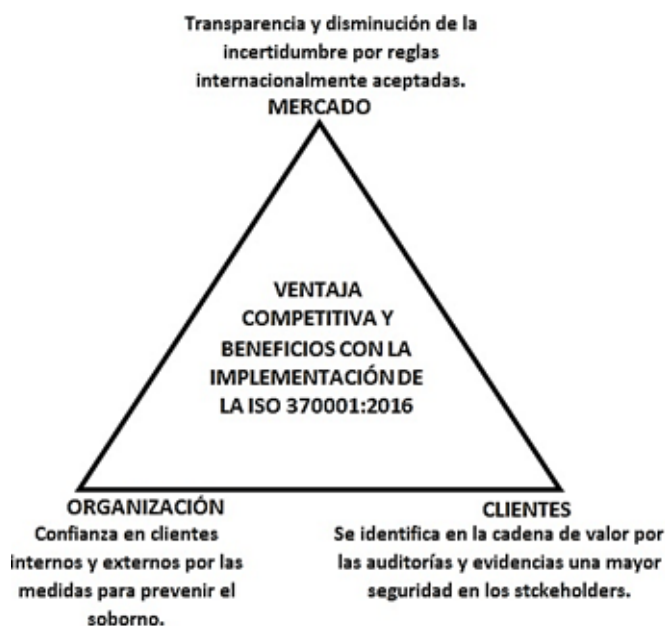 Transparencia y disminución de la
incertidumbre por reglas
internacionalmente aceptadas.
MERCADO
VENTAJA
COMPETITIVA Y
BENEFICIOS CON LA
IMPLEMENTACIÓN DE
LA ISO 370001:2016
ORGANIZACIÓN
Confianza en clientes
internos y externos por las
medidas para prevenir el
soborno.
CLIENTES
Se identifica en la cadena de valor por
las auditorías y evidencias una mayor
seguridad en los stckeholders.